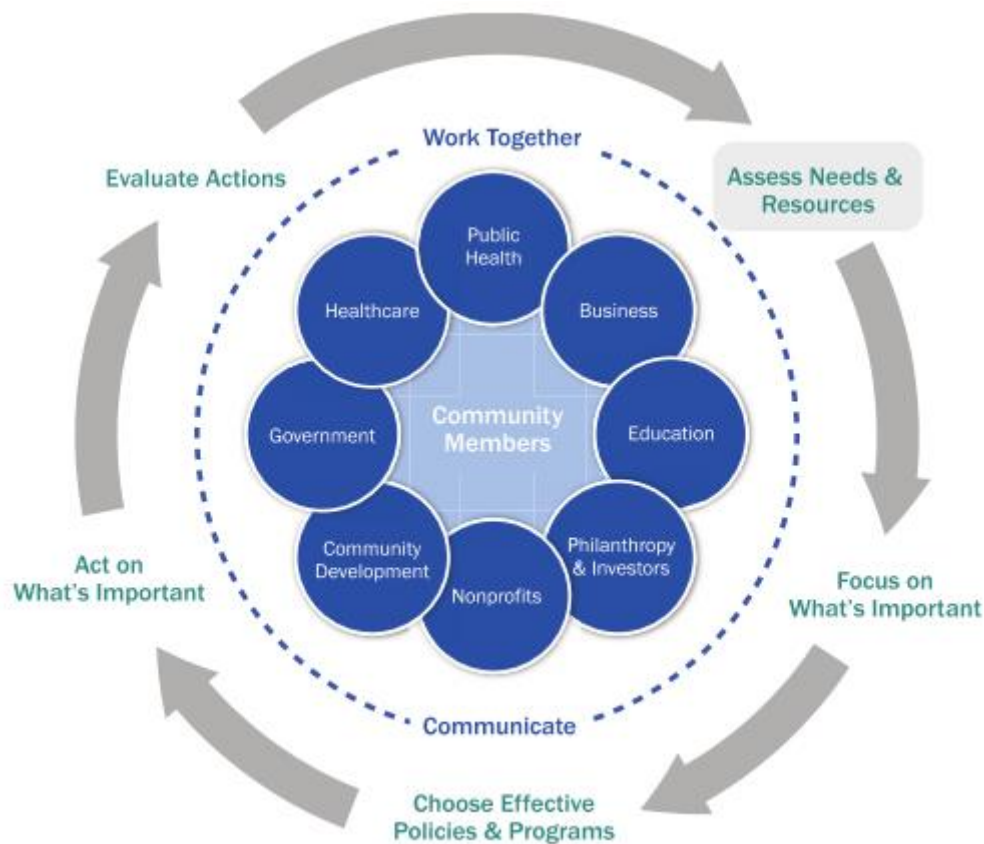 Work Together
Evaluate Actions
Assess Needs &
Resources
Public
Health
Healthcare
Business
Community
Members
Government
Education
Community
Development
Philanthropy
& Investors
Nonprofits
Act on
What's Important
Focus on
What's Important
Communicate
Choose Effective
Policies & Programs